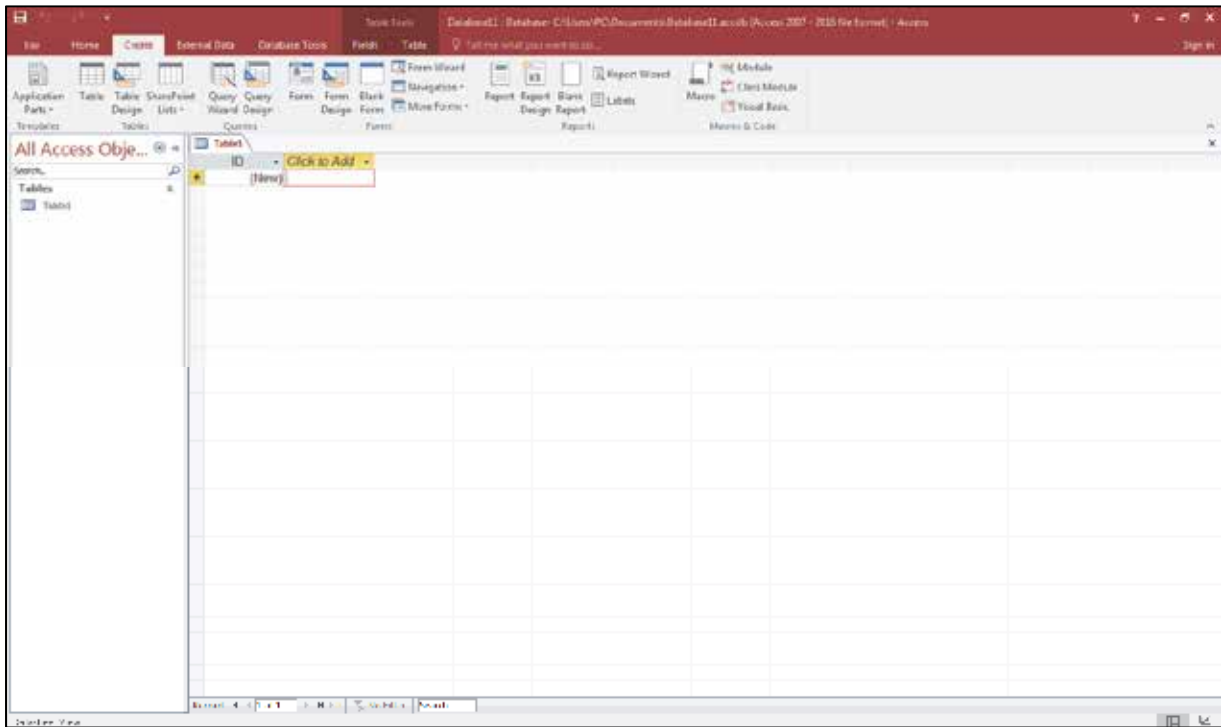 Table Tools Database11 : Database- C:\Users\PC\Documents\Database11.accdb (Access 2007 - 2016 file format) - Access ?
File Home Create External Data Database Tools Fields Table Tell me what you want to do... Sign in
Application Parts Table Table Design SharePoint Lists Query Wizard Query Design Form Form Design Blank Form Form Wizard Navigation More Forms Report Report Design Blank Report Report Wizard Labels Macro Module Class Module Visual Basic
Templates Tables Queries Forms Reports Macros & Code
All Access Obje... Table1
Search... ID Click to Add
Tables (New)
Table1
Record: 1 of 1 No Filter Search
Datasheet View